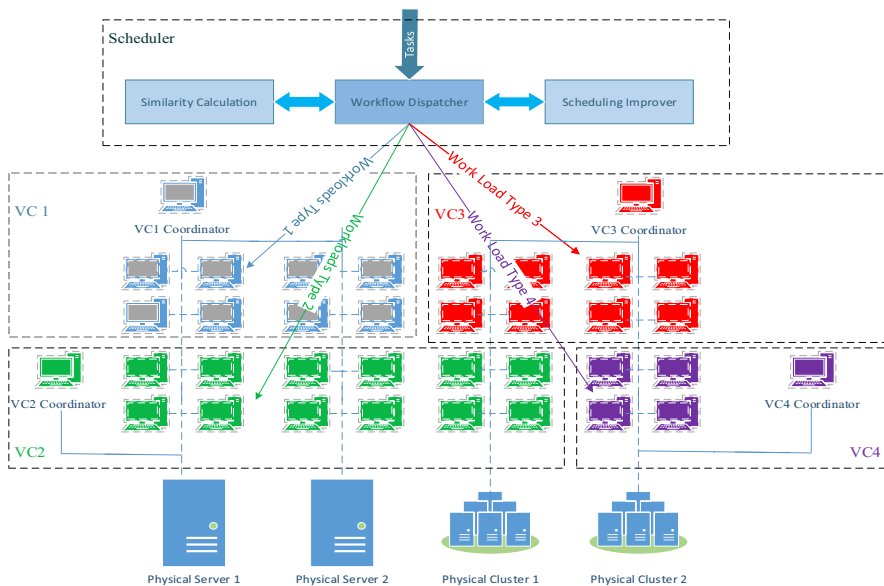 Scheduler
Tasks
Similarity Calculation
Workflow Dispatcher
Scheduling Improver
Workloads Type 1
Workloads Type 2
Work Load Type 3
Work Load Type 4
VC 1
VC1 Coordinator
VC3
VC3 Coordinator
VC2 Coordinator
VC2
VC4 Coordinator
VC4
Physical Server 1
Physical Server 2
Physical Cluster 1
Physical Cluster 2